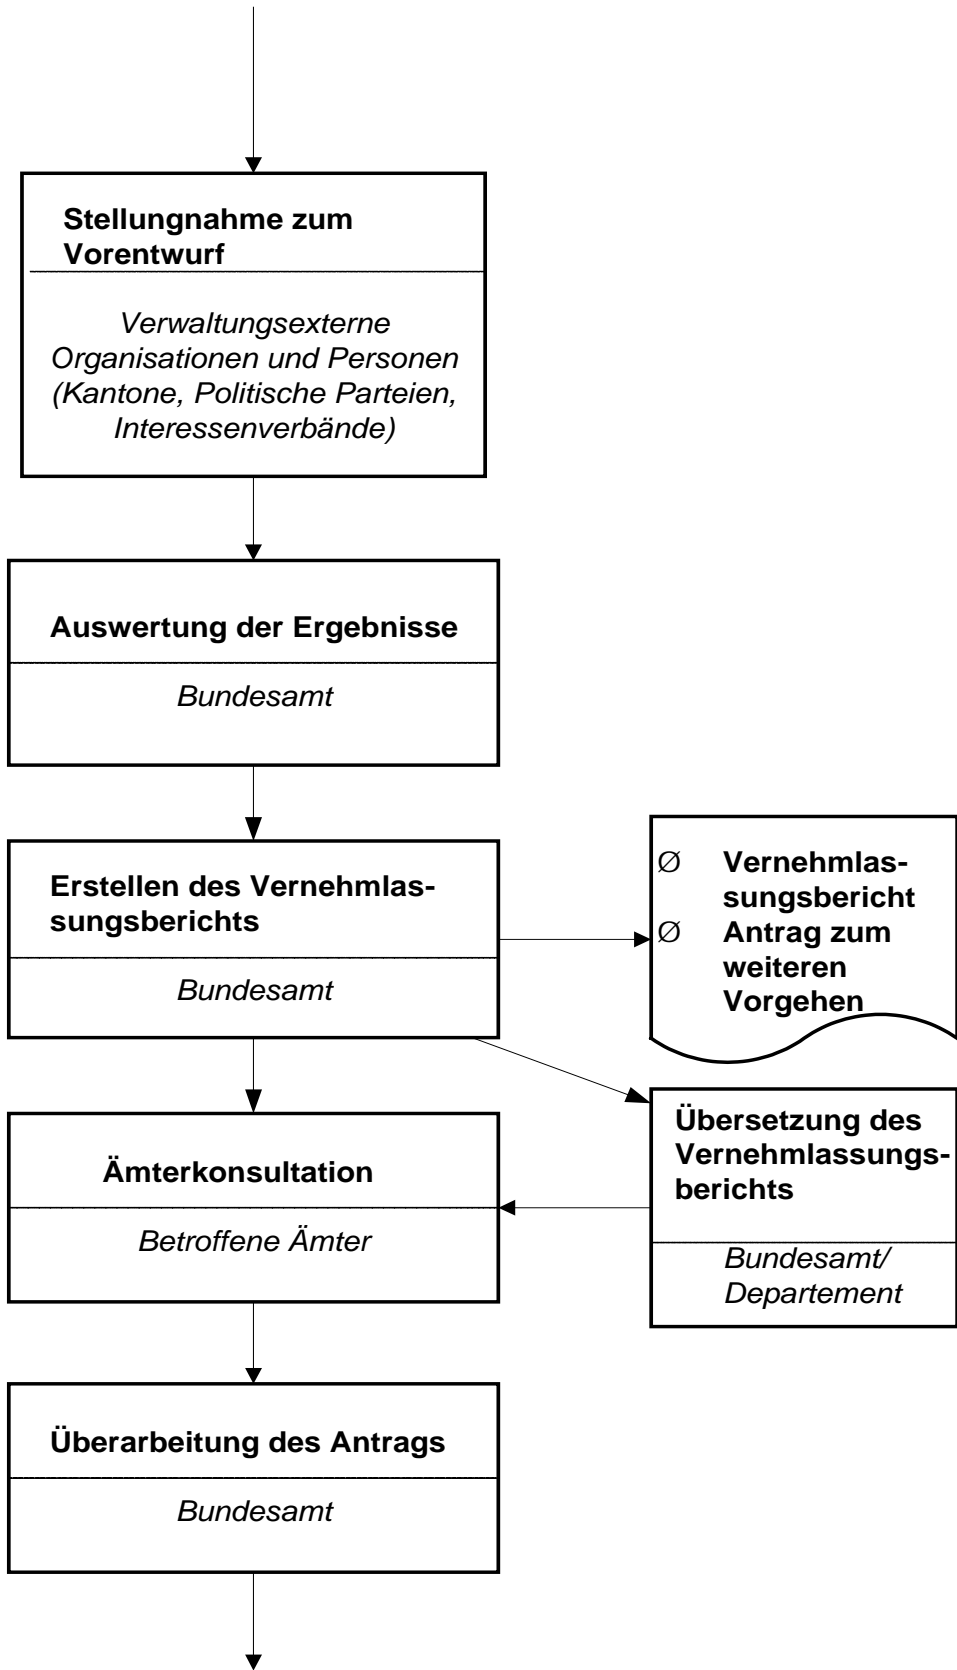 Stellungnahme zum
Vorentwurf
Verwaltungsexterne
Organisationen und Personen
(Kantone, Politische Parteien,
Interessenverbände)
Auswertung der Ergebnisse
Bundesamt
Erstellen des Vernehmlas-
sungsberichts
Bundesamt
Ø Vernehmlas-
sungsbericht
Ø Antrag zum
weiteren
Vorgehen
Ämterkonsultation
Betroffene Ämter
Übersetzung des
Vernehmlassungs-
berichts
Bundesamt/
Departement
Überarbeitung des Antrags
Bundesamt